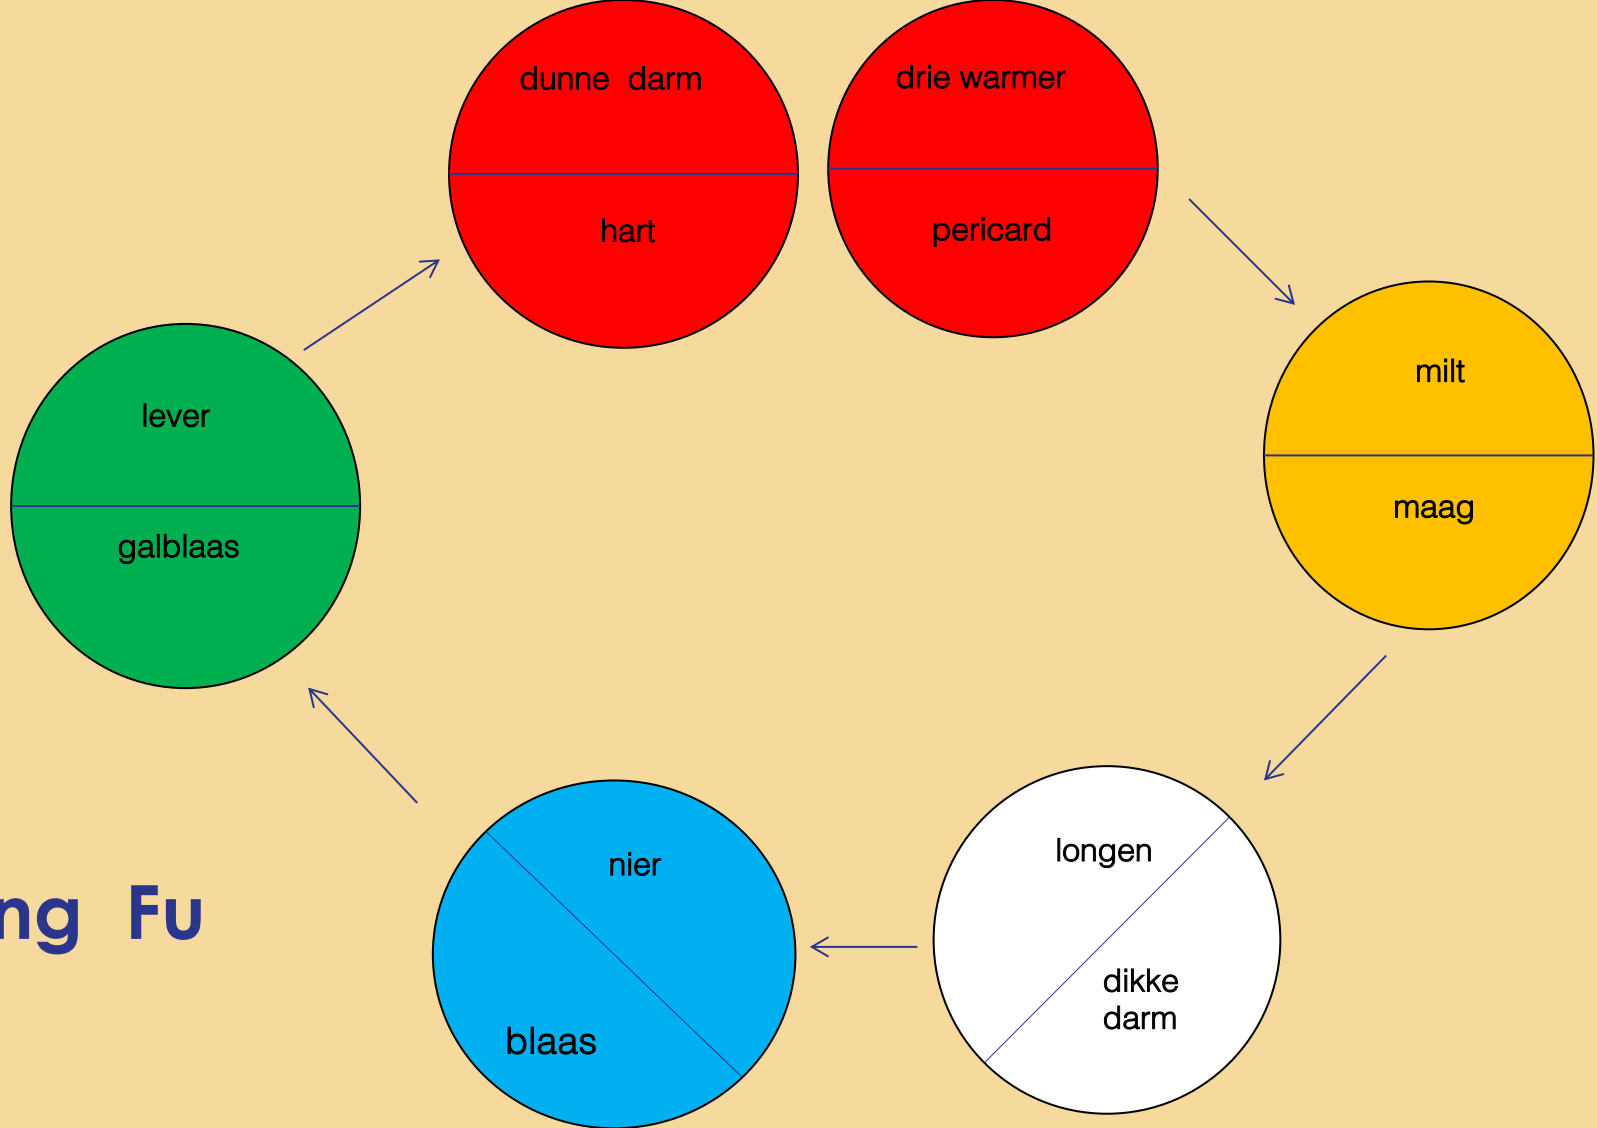 dunne darm
hart
drie warmer
pericard
milt
maag
lever
galblaas
longen
dikke
darm
nier
blaas
ng Fu